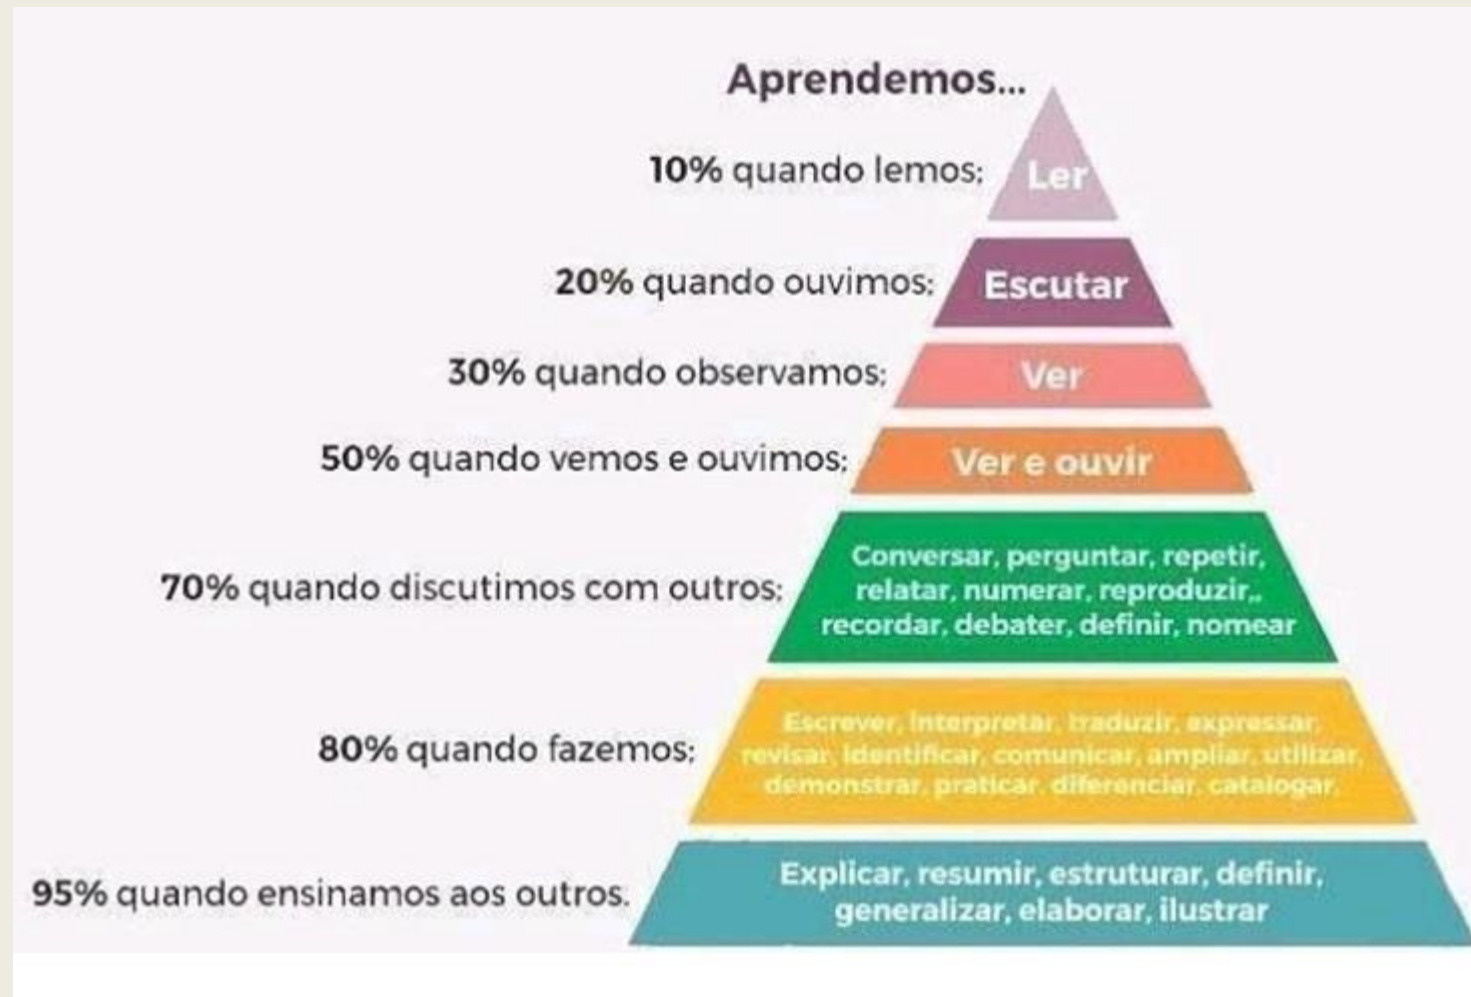 Aprendemos...
10% quando lemos;
Ler
20% quando ouvimos;
Escutar
30% quando observamos;
Ver
50% quando vemos e ouvimos;
Ver e ouvir
70% quando discutimos com outros;
Conversar, perguntar, repetir,
relatar, numerar, reproduzir,,
recordar, debater, definir, nomear
80% quando fazemos;
Escrever, interpretar, traduzir, expressar,
revisar, identificar, comunicar, ampliar, utilizar,
demonstrar, praticar, diferenciar, catalogar.
95% quando ensinamos aos outros.
Explicar, resumir, estruturar, definir,
generalizar, elaborar, ilustrar